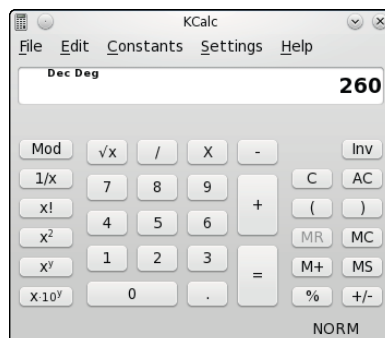 KCalc
File Edit Constants Settings Help
Dec Deg
260
Mod √x / X - Inv
1/x 7 8 9 + C AC
x! 4 5 6 ( )
x² MR MC
xʸ 1 2 3 = M+ MS
x·10ʸ 0 . % +/-
NORM